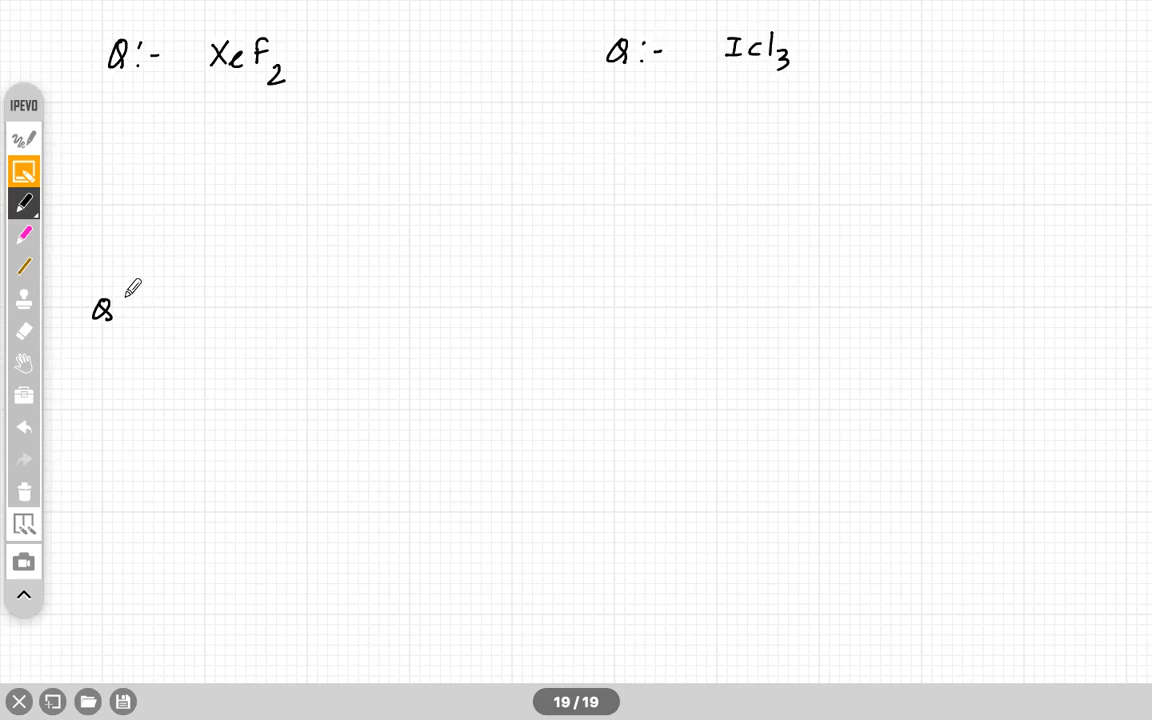 Q:- XeF2
Q:- Icl3
IPEVO
Q
19 / 19